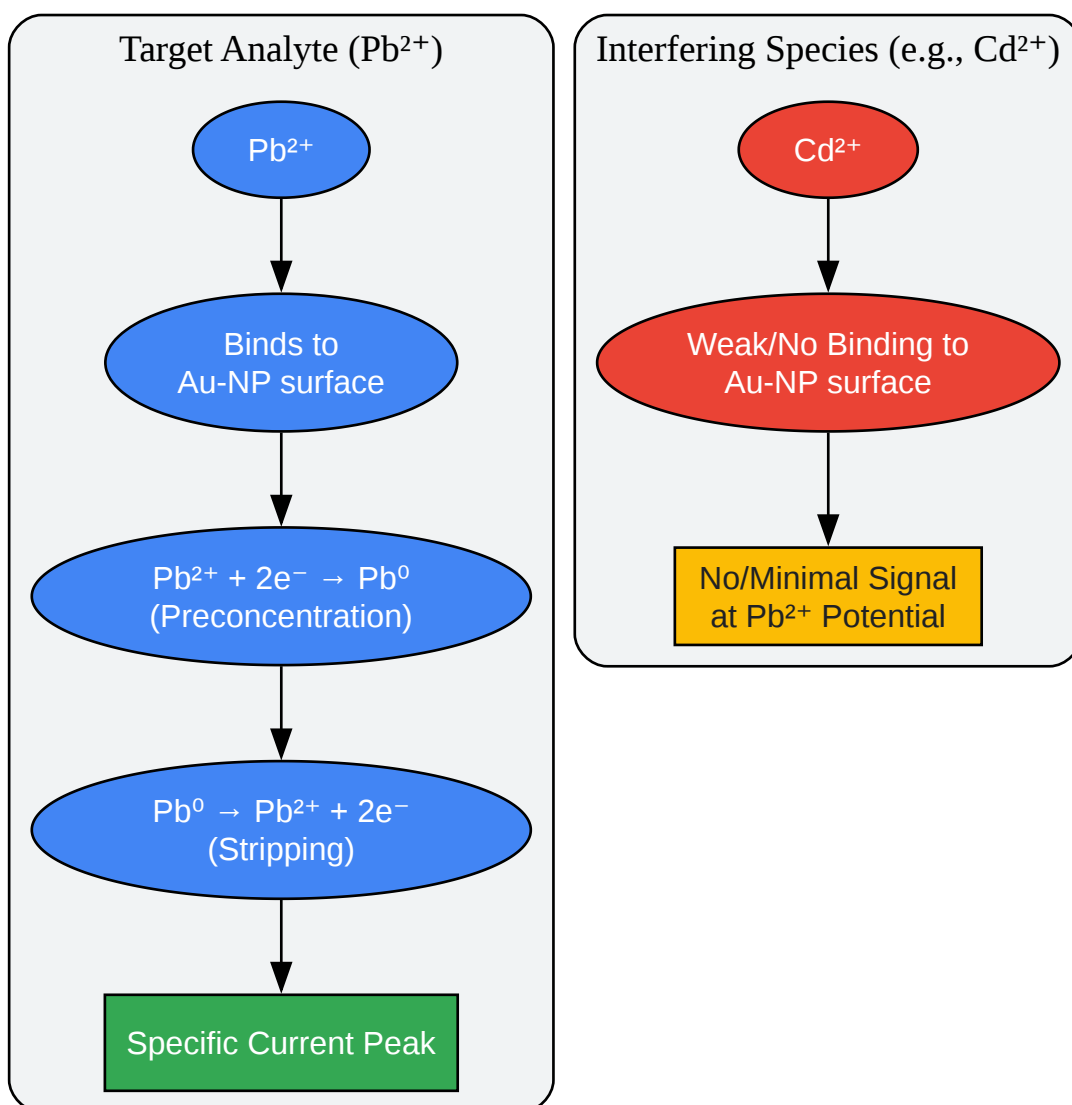 Target Analyte (Pb²⁺)
Pb²⁺
Binds to
Au-NP surface
Pb²⁺ + 2e⁻ → Pb⁰
(Preconcentration)
Pb⁰ → Pb²⁺ + 2e⁻
(Stripping)
Specific Current Peak
Interfering Species (e.g., Cd²⁺)
Cd²⁺
Weak/No Binding to
Au-NP surface
No/Minimal Signal
at Pb²⁺ Potential